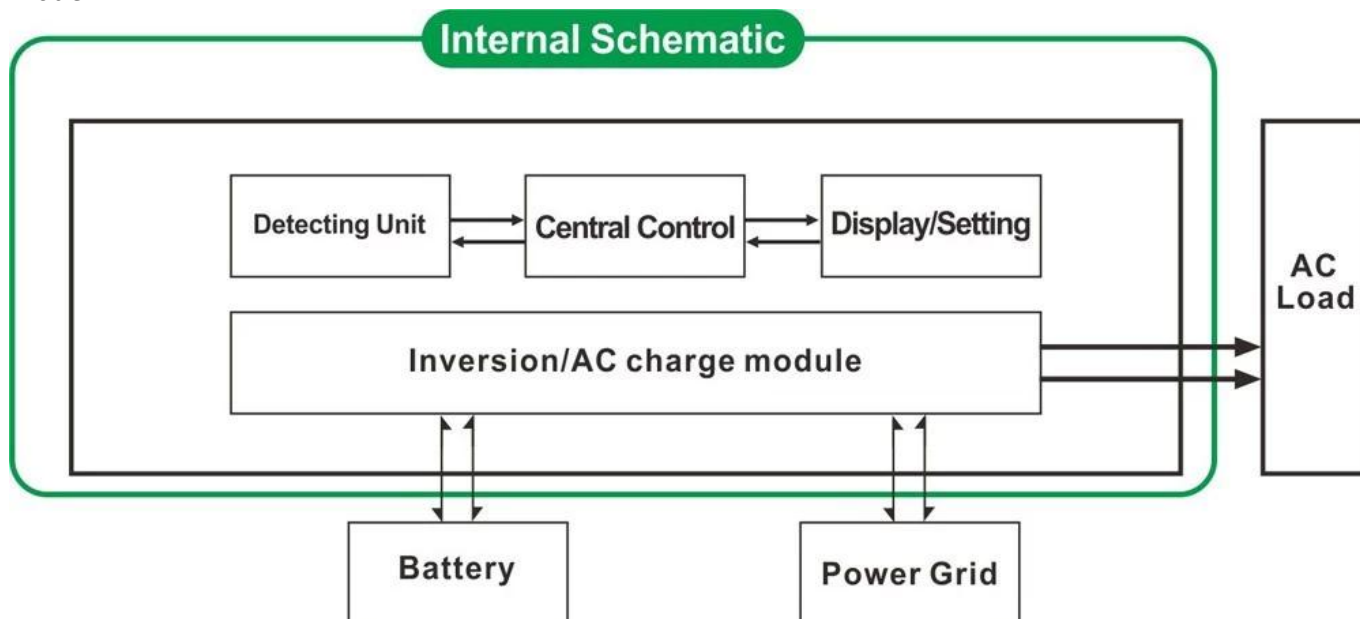 Internal Schematic
Detecting Unit
Central Control
Display/Setting
AC
Load
Inversion/AC charge module
Battery
Power Grid